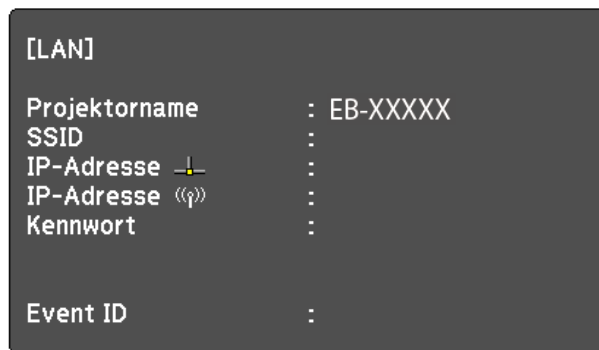 [LAN]
Projektorname : EB-XXXXX
SSID :
IP-Adresse :
IP-Adresse :
Kennwort :
Event ID :